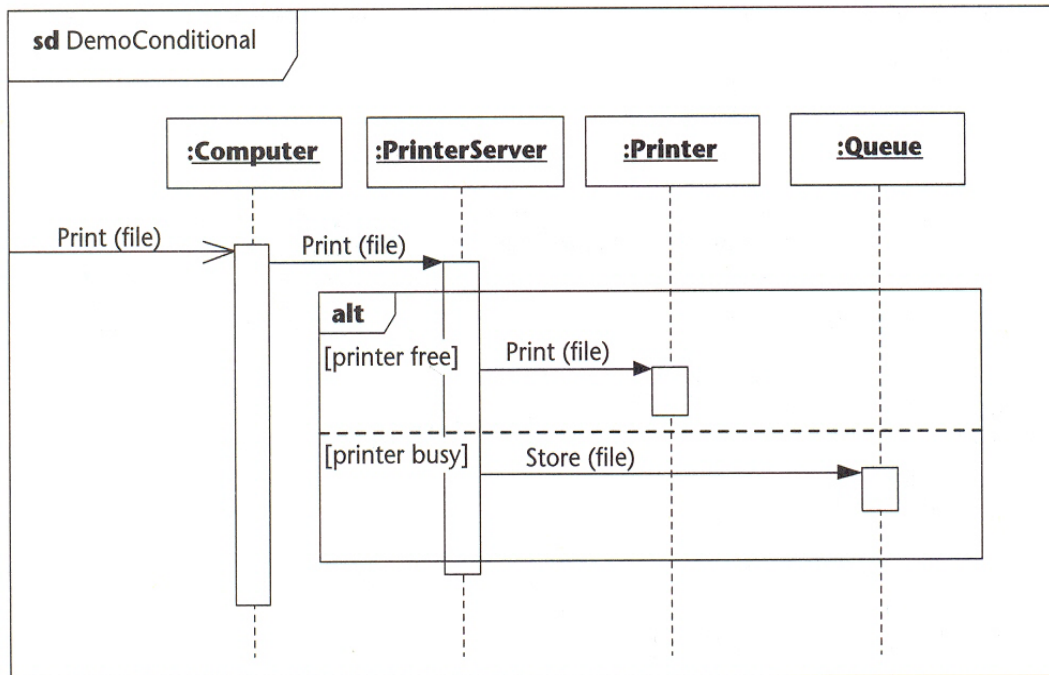 sd DemoConditional
:Computer
:PrinterServer
:Printer
:Queue
Print (file)
Print (file)
alt
[printer free]
Print (file)
[printer busy]
Store (file)